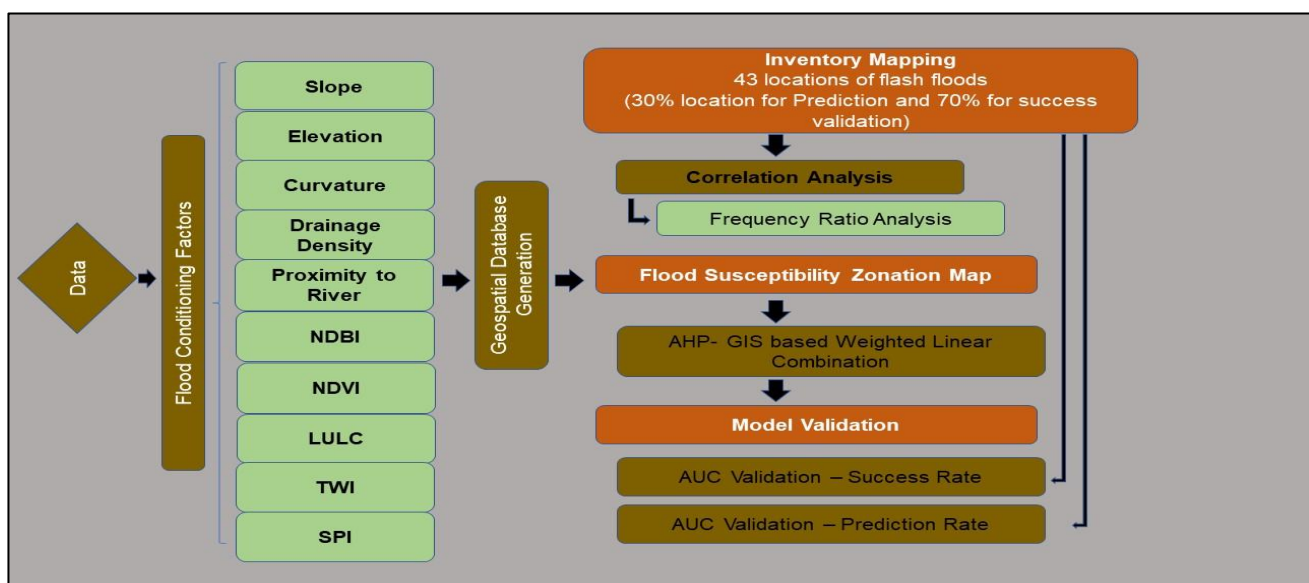 Data
Flood Conditioning Factors
Slope
Elevation
Curvature
Drainage
Density
Proximity to
River
NDBI
NDVI
LULC
TWI
SPI
Geospatial Database
Generation
Inventory Mapping
43 locations of flash floods
(30% location for Prediction and 70% for success
validation)
Correlation Analysis
Frequency Ratio Analysis
Flood Susceptibility Zonation Map
AHP- GIS based Weighted Linear
Combination
Model Validation
AUC Validation – Success Rate
AUC Validation – Prediction Rate